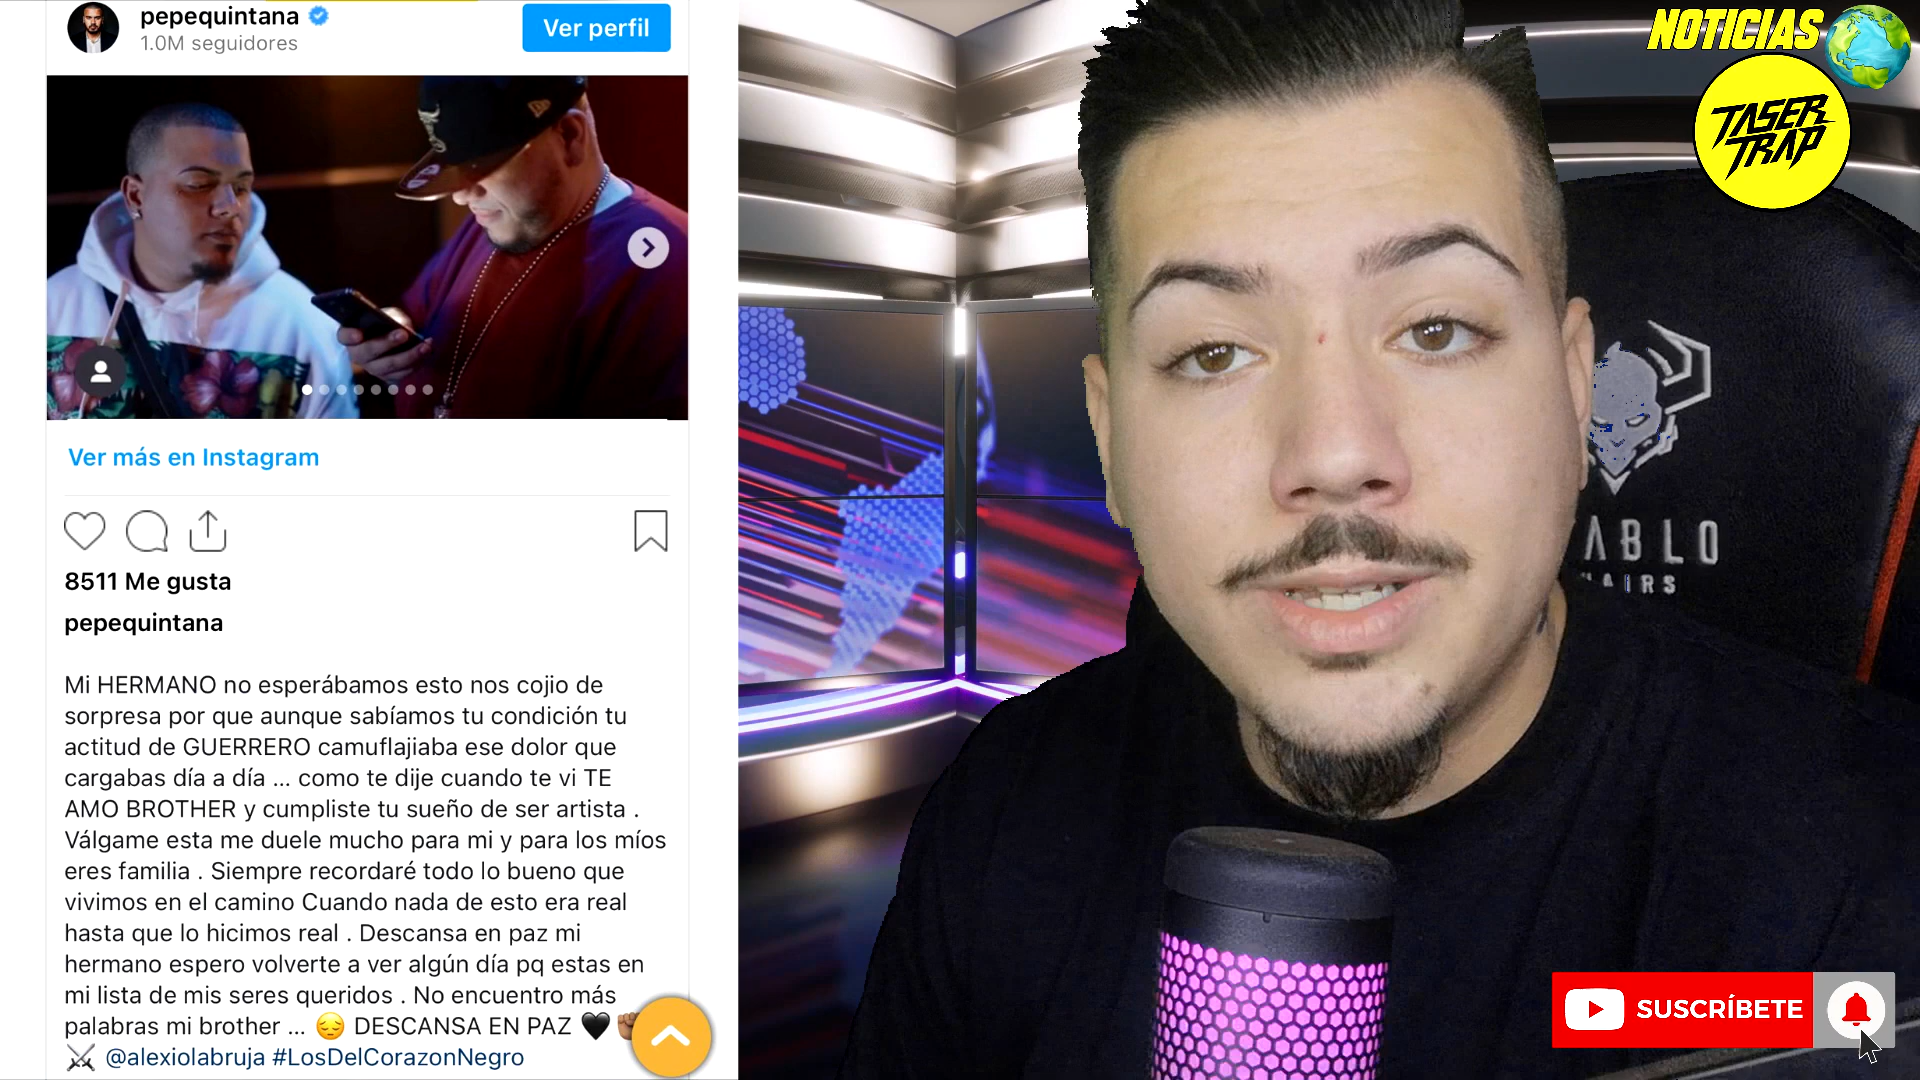 pepequintana
1.0M seguidores
Ver perfil
Ver más en Instagram
8511 Me gusta
pepequintana
Mi HERMANO no esperábamos esto nos cojio de
sorpresa por que aunque sabíamos tu condición tu
actitud de GUERRERO camuflajiaba ese dolor que
cargabas día a día ... como te dije cuando te vi TE
AMO BROTHER y cumpliste tu sueño de ser artista .
Válgame esta me duele mucho para mi y para los míos
eres familia . Siempre recordaré todo lo bueno que
vivimos en el camino Cuando nada de esto era real
hasta que lo hicimos real . Descansa en paz mi
hermano espero volverte a ver algún día pq estas en
mi lista de mis seres queridos . No encuentro más
palabras mi brother ... 😔 DESCANSA EN PAZ 🖤 ✊🏾
⚔ @alexiolabruja #LosDelCorazonNegro
NOTICIAS
TASER
TRAP
ABLO
AIRS
SUSCRÍBETE